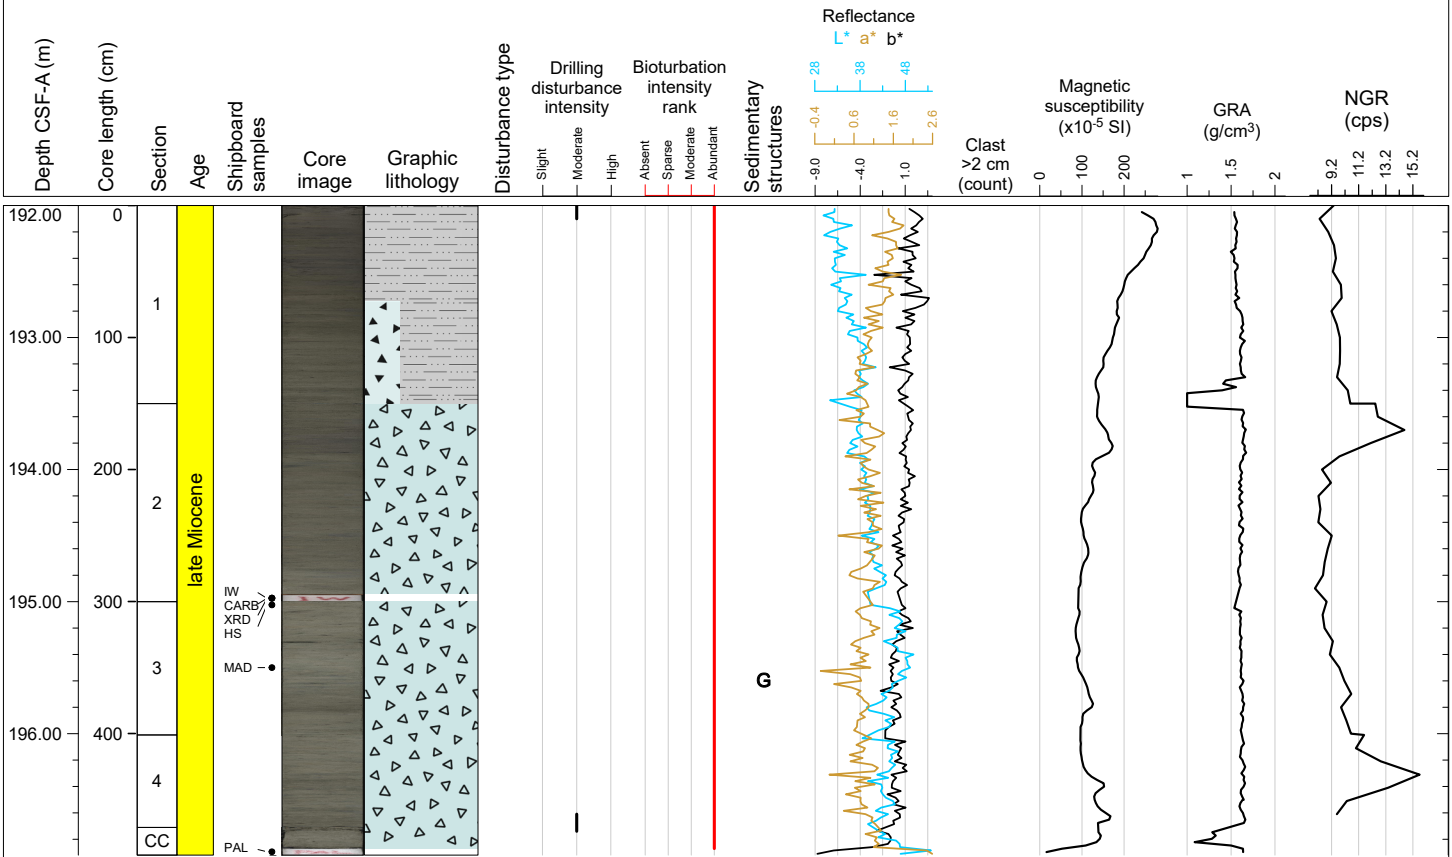 Depth CSF-A (m)
Core length (cm)
Section
Age
Shipboard
samples
Core
image
Graphic
lithology
Disturbance type
Drilling
disturbance
intensity
Slight
Moderate
High
Bioturbation
intensity
rank
Absent
Sparse
Moderate
Abundant
Sedimentary
structures
Reflectance
L* a* b*
28 38 48
-0.4 0.6 1.6 2.6
-9.0 -4.0 1.0
Clast
>2 cm
(count)
Magnetic
susceptibility
(x10-5 SI)
0 100 200
GRA
(g/cm3)
1 1.5 2
NGR
(cps)
9.2 11.2 13.2 15.2
192.00 0
1
193.00 100
194.00 200
2
late Miocene
IW
195.00 300 CARB
XRD
HS
3 MAD
G
196.00 400
4
CC PAL